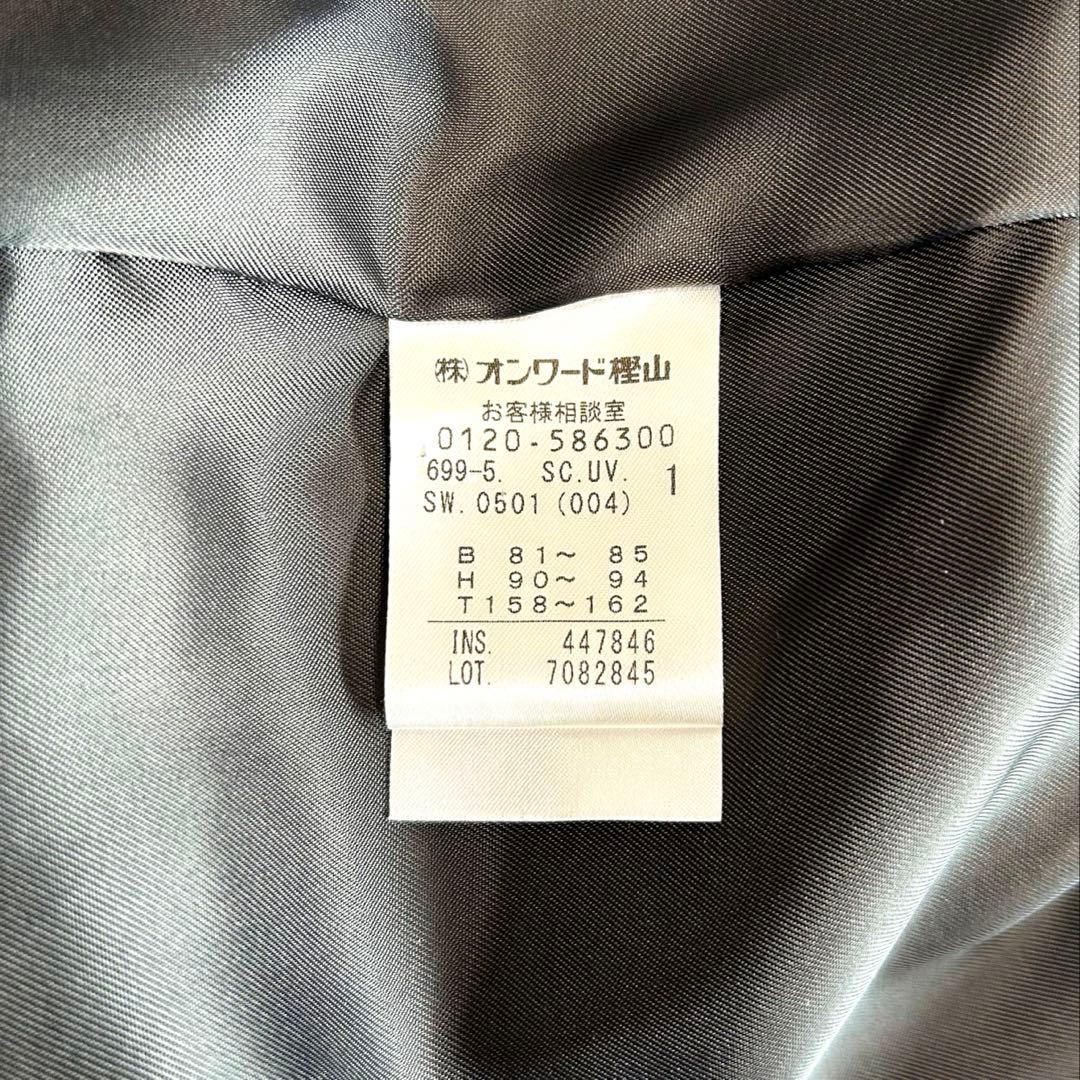 ㈱オンワード樫山
お客様相談室
0120-586300
699-5. SC.UV. 1
SW.0501(004)
B 81〜 85
H 90〜 94
T158〜162
INS. 447846
LOT. 7082845